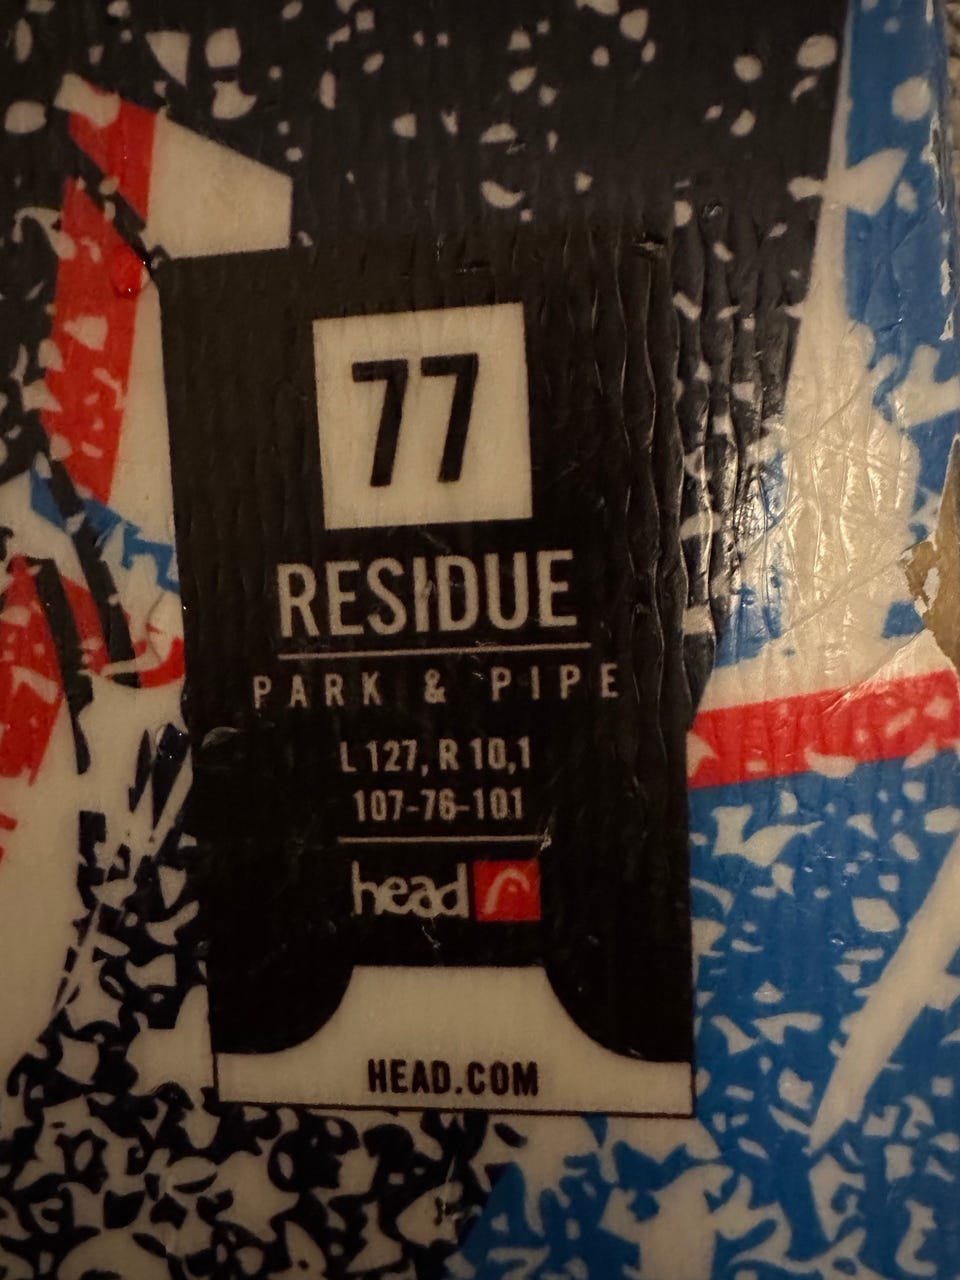 77
RESIDUE
PARK & PIPE
L 127, R 10,1
107-76-101
head
HEAD.COM